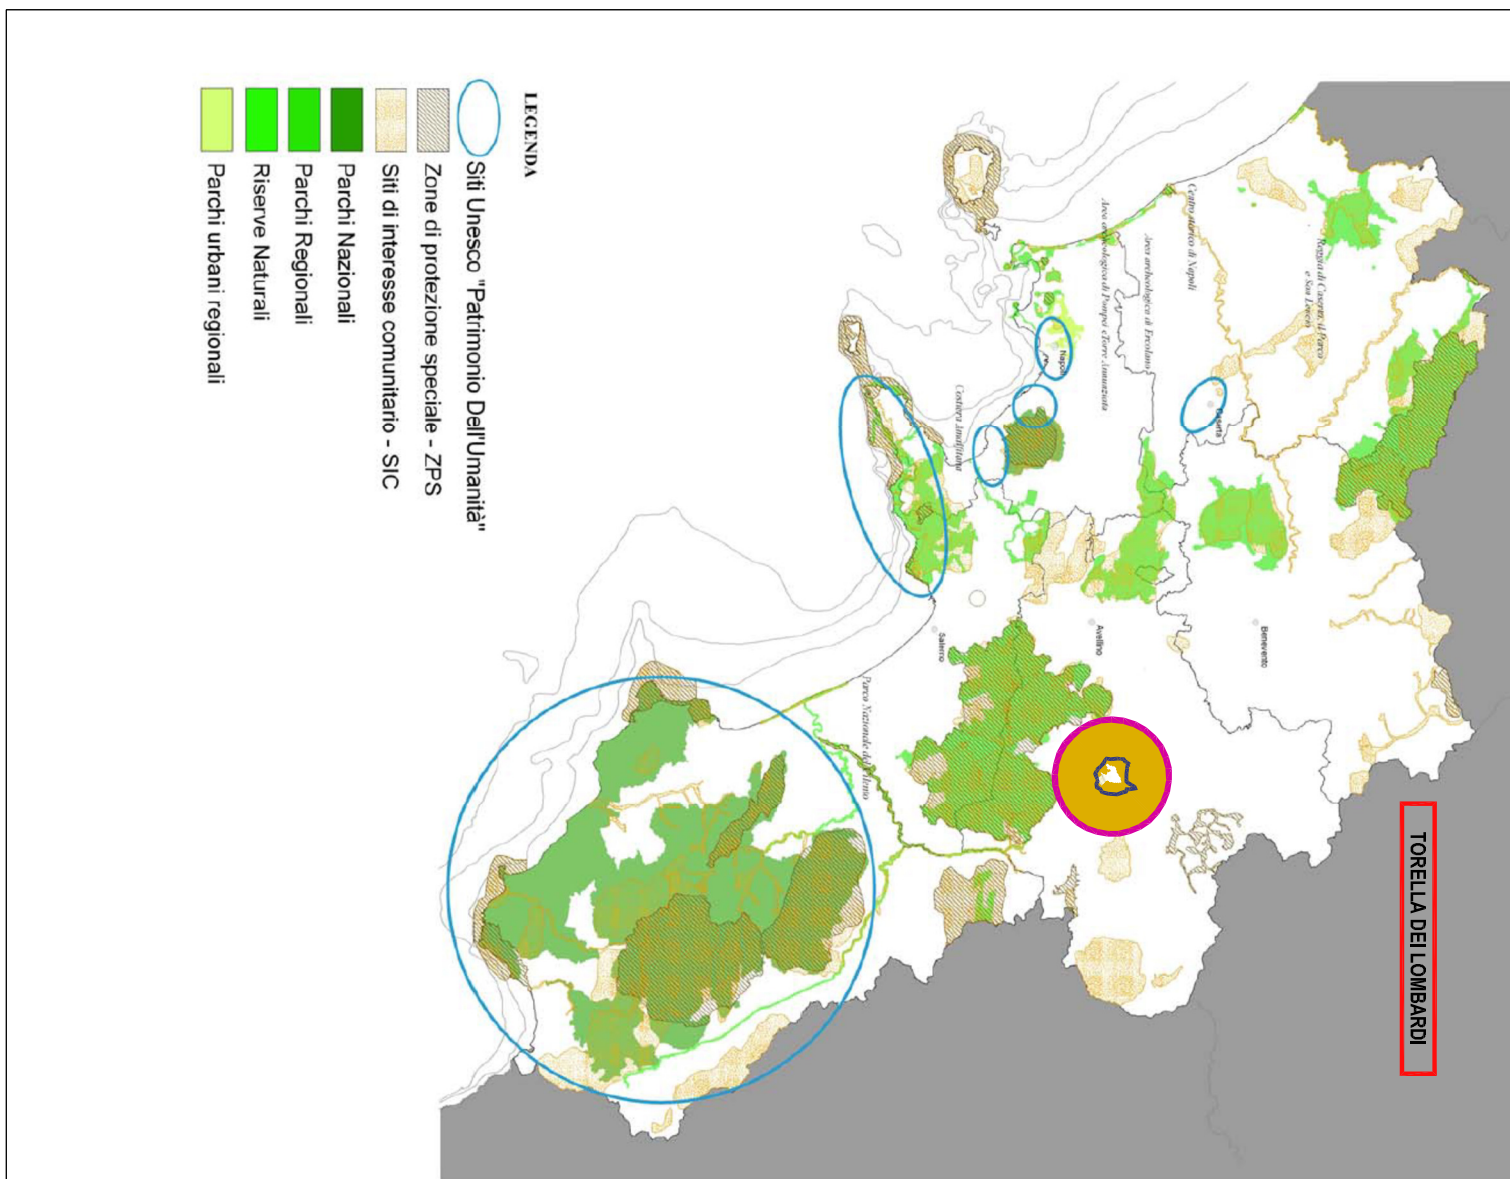 LEGENDA
Siti Unesco "Patrimonio Dell'Umanità"
Zone di protezione speciale - ZPS
Siti di interesse comunitario - SIC
Parchi Nazionali
Parchi Regionali
Riserve Naturali
Parchi urbani regionali
TORELLA DEI LOMBARDI
Reggia di Caserta, il Parco
e San Leucio
Centro storico di Napoli
Area archeologica di Ercolano
Area archeologica di Pompei e Torre Annunziata
Costiera Amalfitana
Parco Nazionale del Cilento
Caserta
Napoli
Benevento
Avellino
Salerno